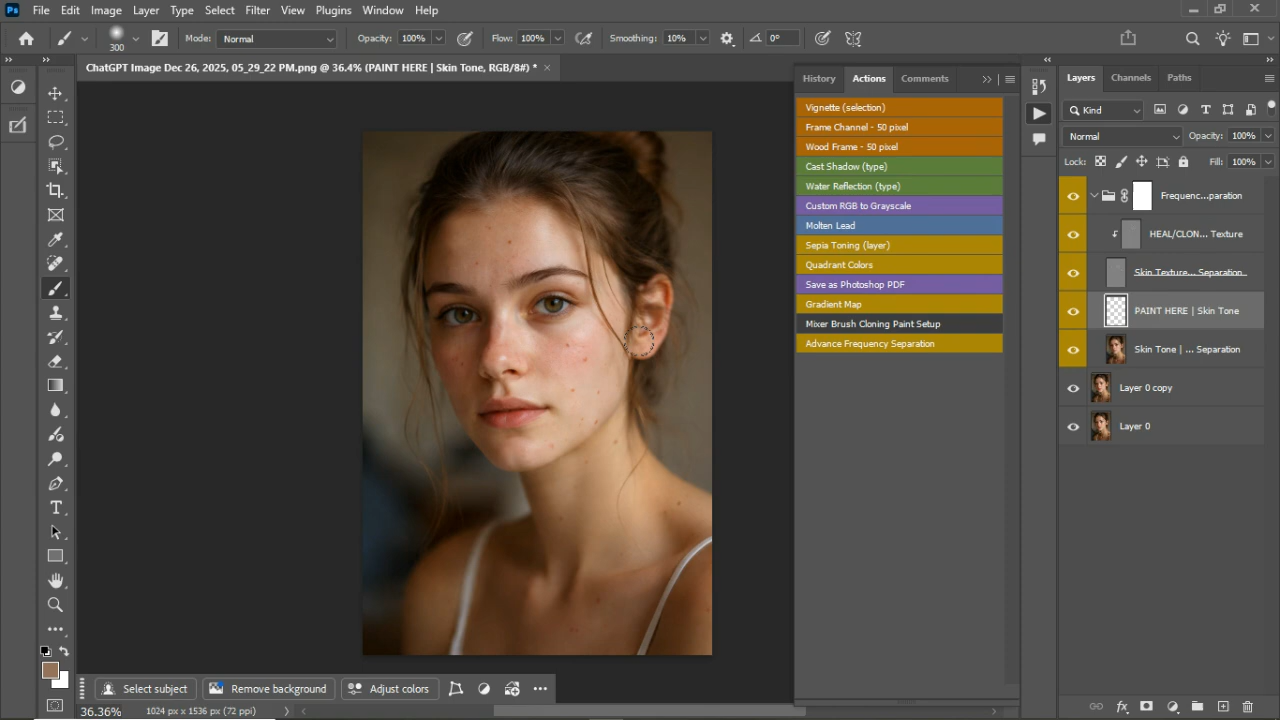 Ps File Edit Image Layer Type Select Filter View Plugins Window Help
300 Mode: Normal Opacity: 100% Flow: 100% Smoothing: 10% 0°
ChatGPT Image Dec 26, 2025, 05_29_22 PM.png @ 36.4% (PAINT HERE | Skin Tone, RGB/8#) *
History Actions Comments
Vignette (selection)
Frame Channel - 50 pixel
Wood Frame - 50 pixel
Cast Shadow (type)
Water Reflection (type)
Custom RGB to Grayscale
Molten Lead
Sepia Toning (layer)
Quadrant Colors
Save as Photoshop PDF
Gradient Map
Mixer Brush Cloning Paint Setup
Advance Frequency Separation
Layers Channels Paths
Kind
Normal Opacity: 100%
Lock: Fill: 100%
Frequenc...paration
HEAL/CLON... Texture
Skin Texture... Separation
PAINT HERE | Skin Tone
Skin Tone | ... Separation
Layer 0 copy
Layer 0
Select subject Remove background Adjust colors
36.36% 1024 px x 1536 px (72 ppi)